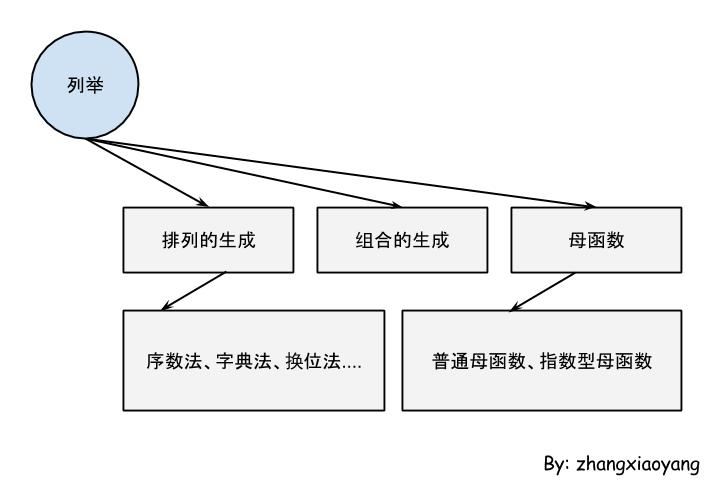 列举
排列的生成
组合的生成
母函数
序数法、字典法、换位法....
普通母函数、指数型母函数
By: zhangxiaoyang